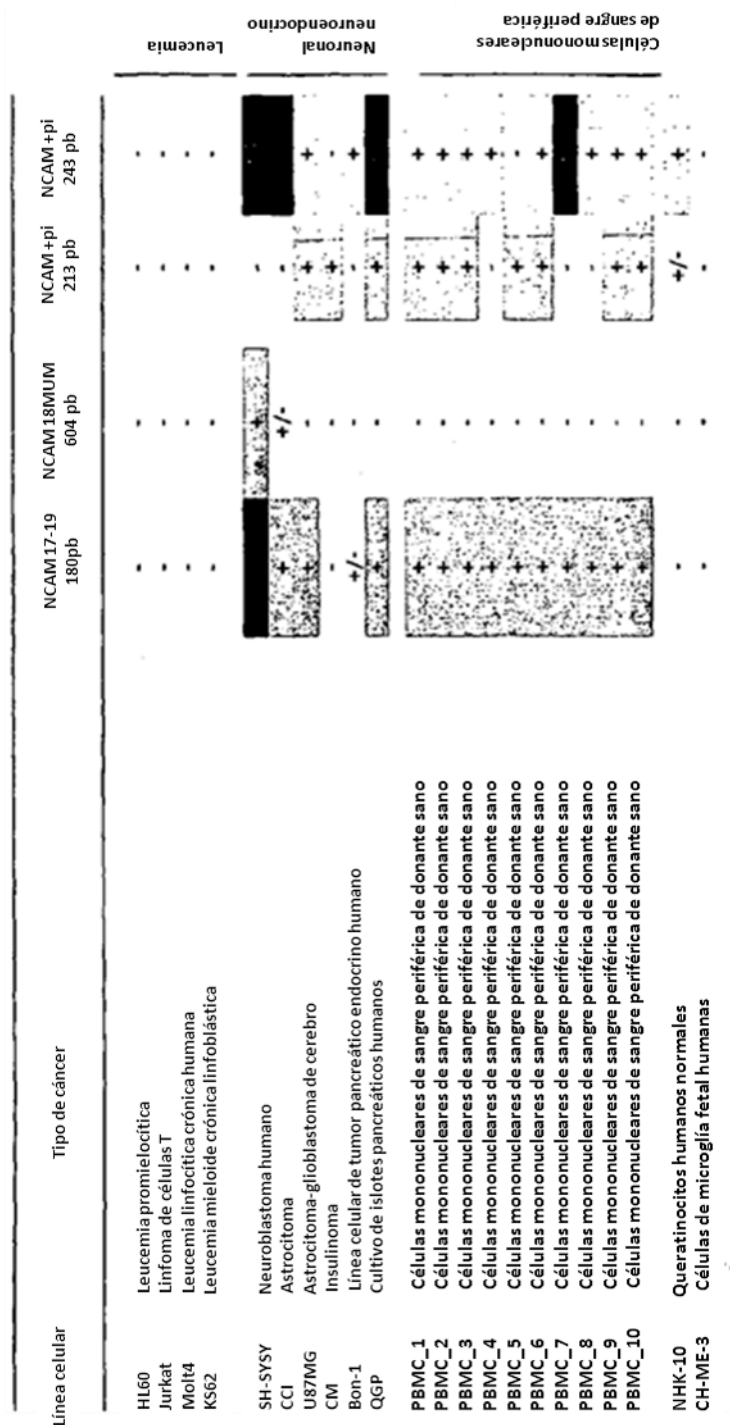 Línea celular Tipo de cáncer NCAM17-19 NCAM18MUM NCAM +pi NCAM +pi
180pb 604 pb 213 pb 243 pb
HL60 Leucemia promielocítica - - - -
Jurkat Linfoma de células T - - - -
Molt4 Leucemia linfocítica crónica humana - - - -
KS62 Leucemia mieloide crónica linfoblástica - - - -
Leucemia
SH-SYSY Neuroblastoma humano + -
CCI Astrocitoma + +/- -
U87MG Astrocitoma-glioblastoma de cerebro + - + +
CM Insulinoma - - + -
Bon-1 Línea celular de tumor pancreático endocrino humano +/- - - +
QGP Cultivo de islotes pancreáticos humanos + - +
Neuronal
neuroendocrino
PBMC_1 Células mononucleares de sangre periférica de donante sano + - + +
PBMC_2 Células mononucleares de sangre periférica de donante sano + - + +
PBMC_3 Células mononucleares de sangre periférica de donante sano + - + +
PBMC_4 Células mononucleares de sangre periférica de donante sano + - - +
PBMC_5 Células mononucleares de sangre periférica de donante sano + - + -
PBMC_6 Células mononucleares de sangre periférica de donante sano + - + +
PBMC_7 Células mononucleares de sangre periférica de donante sano + - -
PBMC_8 Células mononucleares de sangre periférica de donante sano + - - +
PBMC_9 Células mononucleares de sangre periférica de donante sano + - + +
PBMC_10 Células mononucleares de sangre periférica de donante sano + - + +
Células mononucleares
de sangre periférica
NHK-10 Queratinocitos humanos normales - - +/- +
CH-ME-3 Células de microglía fetal humanas - - - -